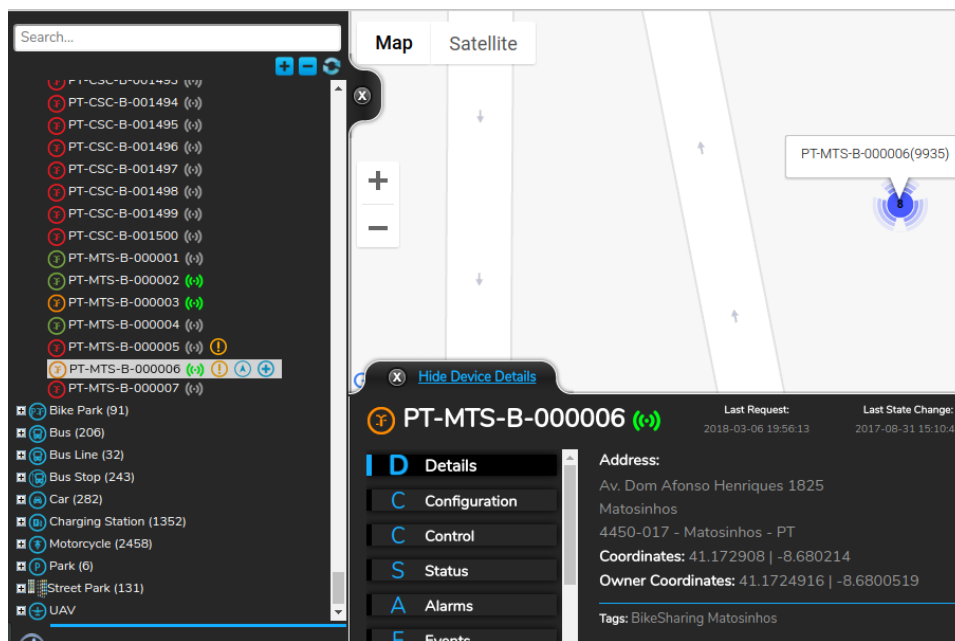 Search...
PT-CSC-B-001493
PT-CSC-B-001494
PT-CSC-B-001495
PT-CSC-B-001496
PT-CSC-B-001497
PT-CSC-B-001498
PT-CSC-B-001499
PT-CSC-B-001500
PT-MTS-B-000001
PT-MTS-B-000002
PT-MTS-B-000003
PT-MTS-B-000004
PT-MTS-B-000005
PT-MTS-B-000006
PT-MTS-B-000007
Bike Park (91)
Bus (206)
Bus Line (32)
Bus Stop (243)
Car (282)
Charging Station (1352)
Motorcycle (2458)
P Park (6)
Street Park (131)
UAV
Map Satellite
X
PT-MTS-B-000006(9935)
8
X Hide Device Details
PT-MTS-B-000006
Last Request:
2018-03-06 19:56:13
Last State Change:
2017-08-31 15:10:4
D Details
C Configuration
C Control
S Status
A Alarms
E Events
Address:
Av. Dom Afonso Henriques 1825
Matosinhos
4450-017 - Matosinhos - PT
Coordinates: 41.172908 | -8.680214
Owner Coordinates: 41.1724916 | -8.6800519
Tags: BikeSharing Matosinhos